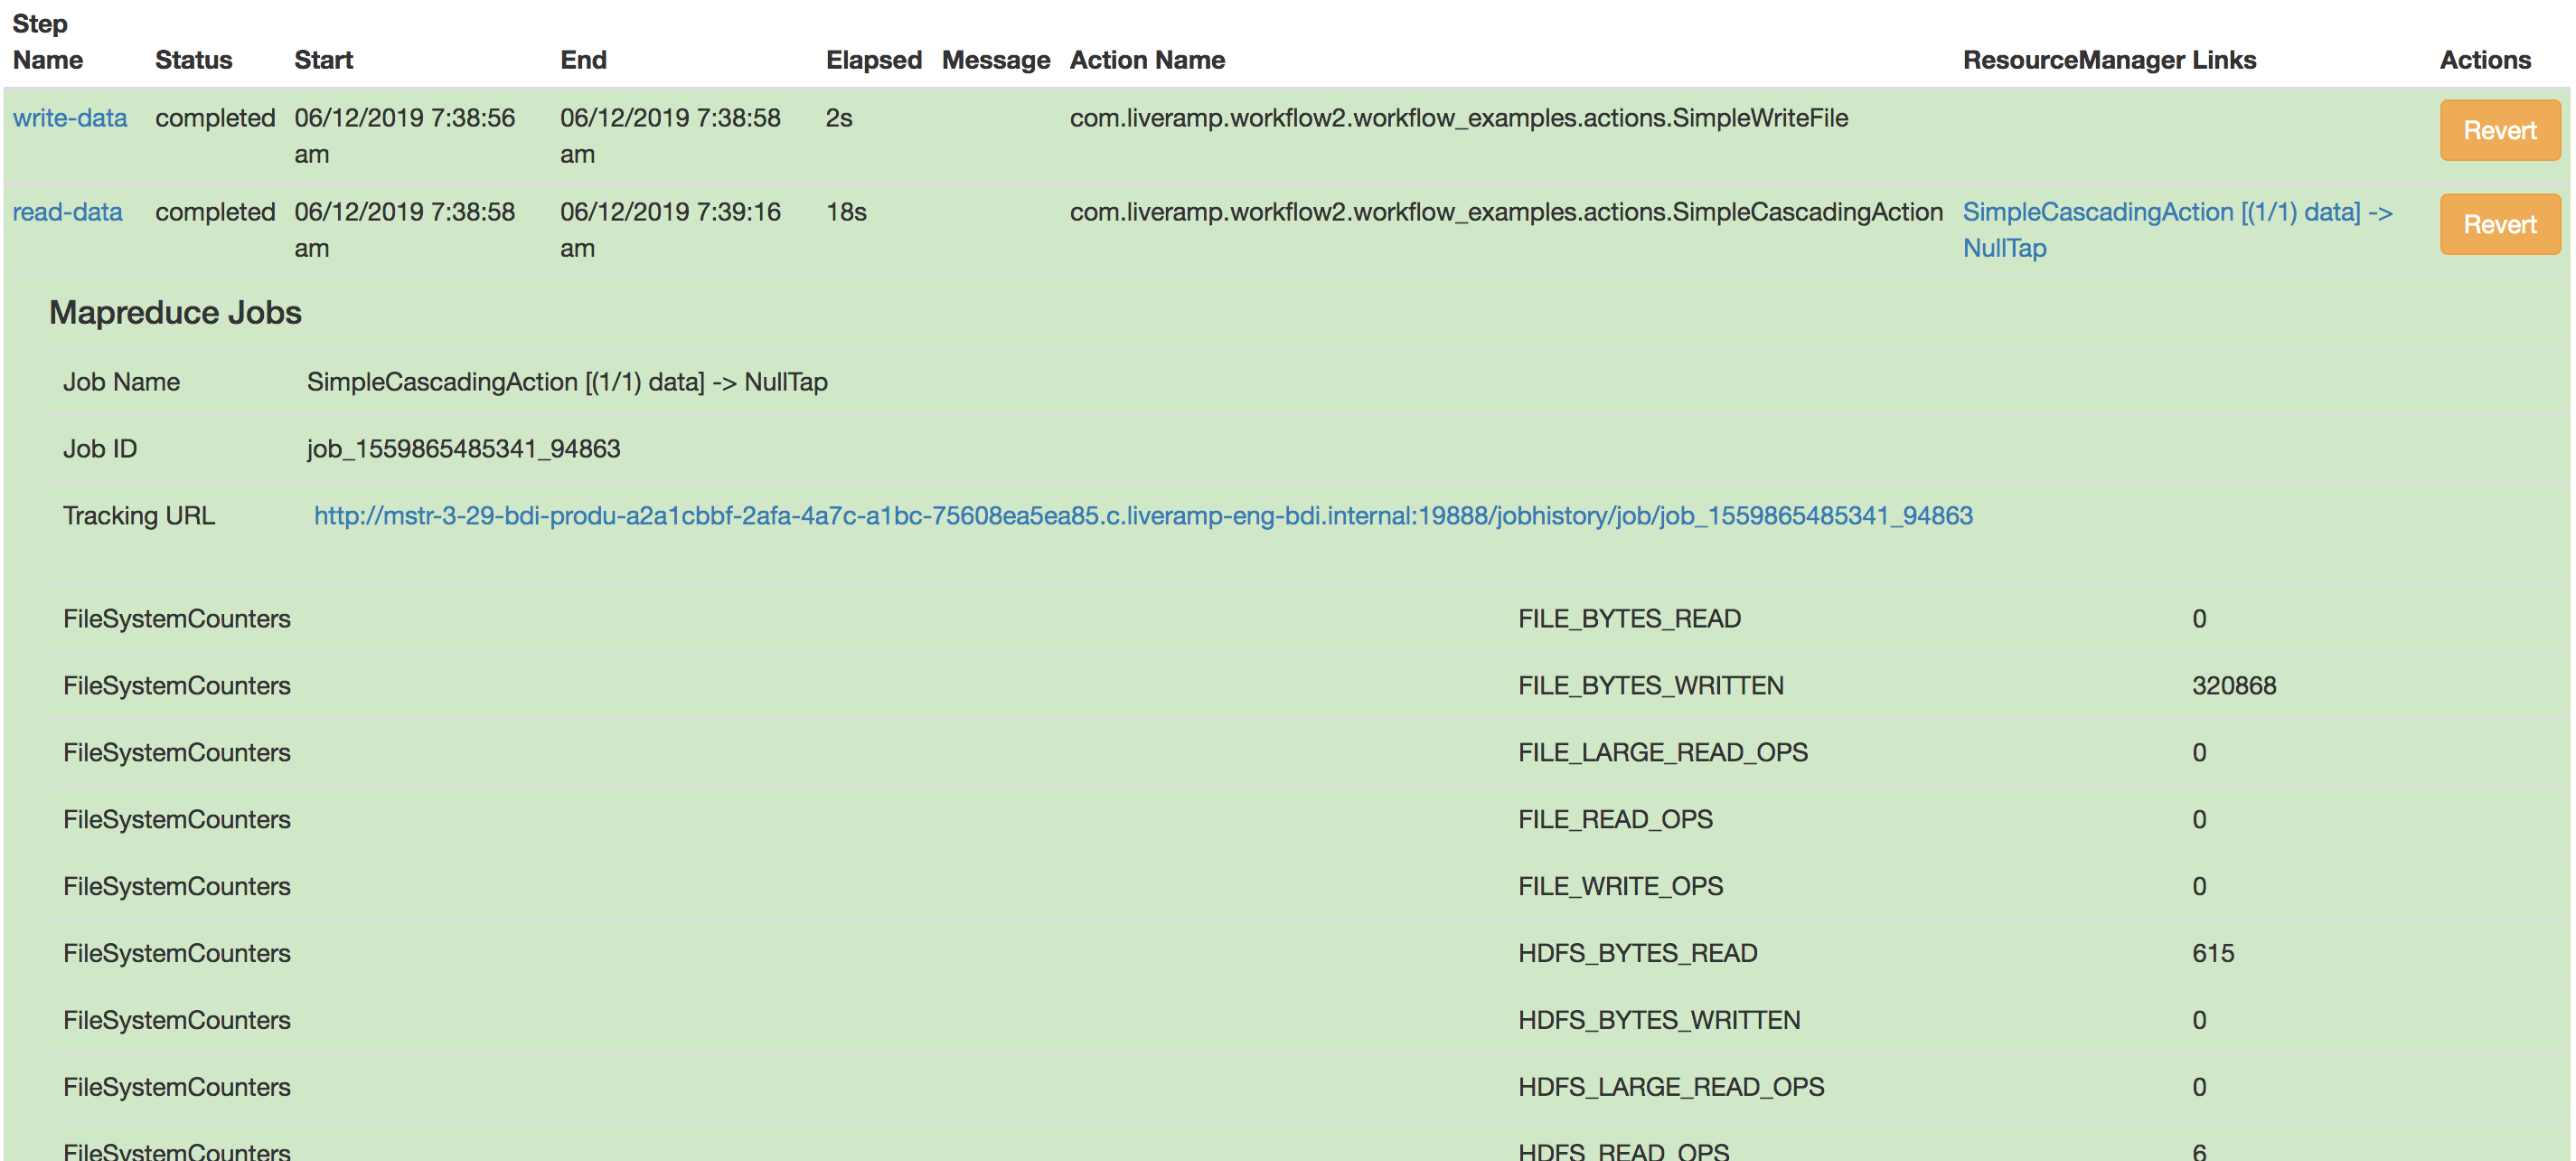 Step
Name Status Start End Elapsed Message Action Name ResourceManager Links Actions
write-data completed 06/12/2019 7:38:56 06/12/2019 7:38:58 2s com.liveramp.workflow2.workflow_examples.actions.SimpleWriteFile Revert
am am
read-data completed 06/12/2019 7:38:58 06/12/2019 7:39:16 18s com.liveramp.workflow2.workflow_examples.actions.SimpleCascadingAction SimpleCascadingAction [(1/1) data] -> Revert
am am NullTap
Mapreduce Jobs
Job Name SimpleCascadingAction [(1/1) data] -> NullTap
Job ID job_1559865485341_94863
Tracking URL http://mstr-3-29-bdi-produ-a2a1cbbf-2afa-4a7c-a1bc-75608ea5ea85.c.liveramp-eng-bdi.internal:19888/jobhistory/job/job_1559865485341_94863
FileSystemCounters FILE_BYTES_READ 0
FileSystemCounters FILE_BYTES_WRITTEN 320868
FileSystemCounters FILE_LARGE_READ_OPS 0
FileSystemCounters FILE_READ_OPS 0
FileSystemCounters FILE_WRITE_OPS 0
FileSystemCounters HDFS_BYTES_READ 615
FileSystemCounters HDFS_BYTES_WRITTEN 0
FileSystemCounters HDFS_LARGE_READ_OPS 0
FileSystemCounters HDFS_READ_OPS 6